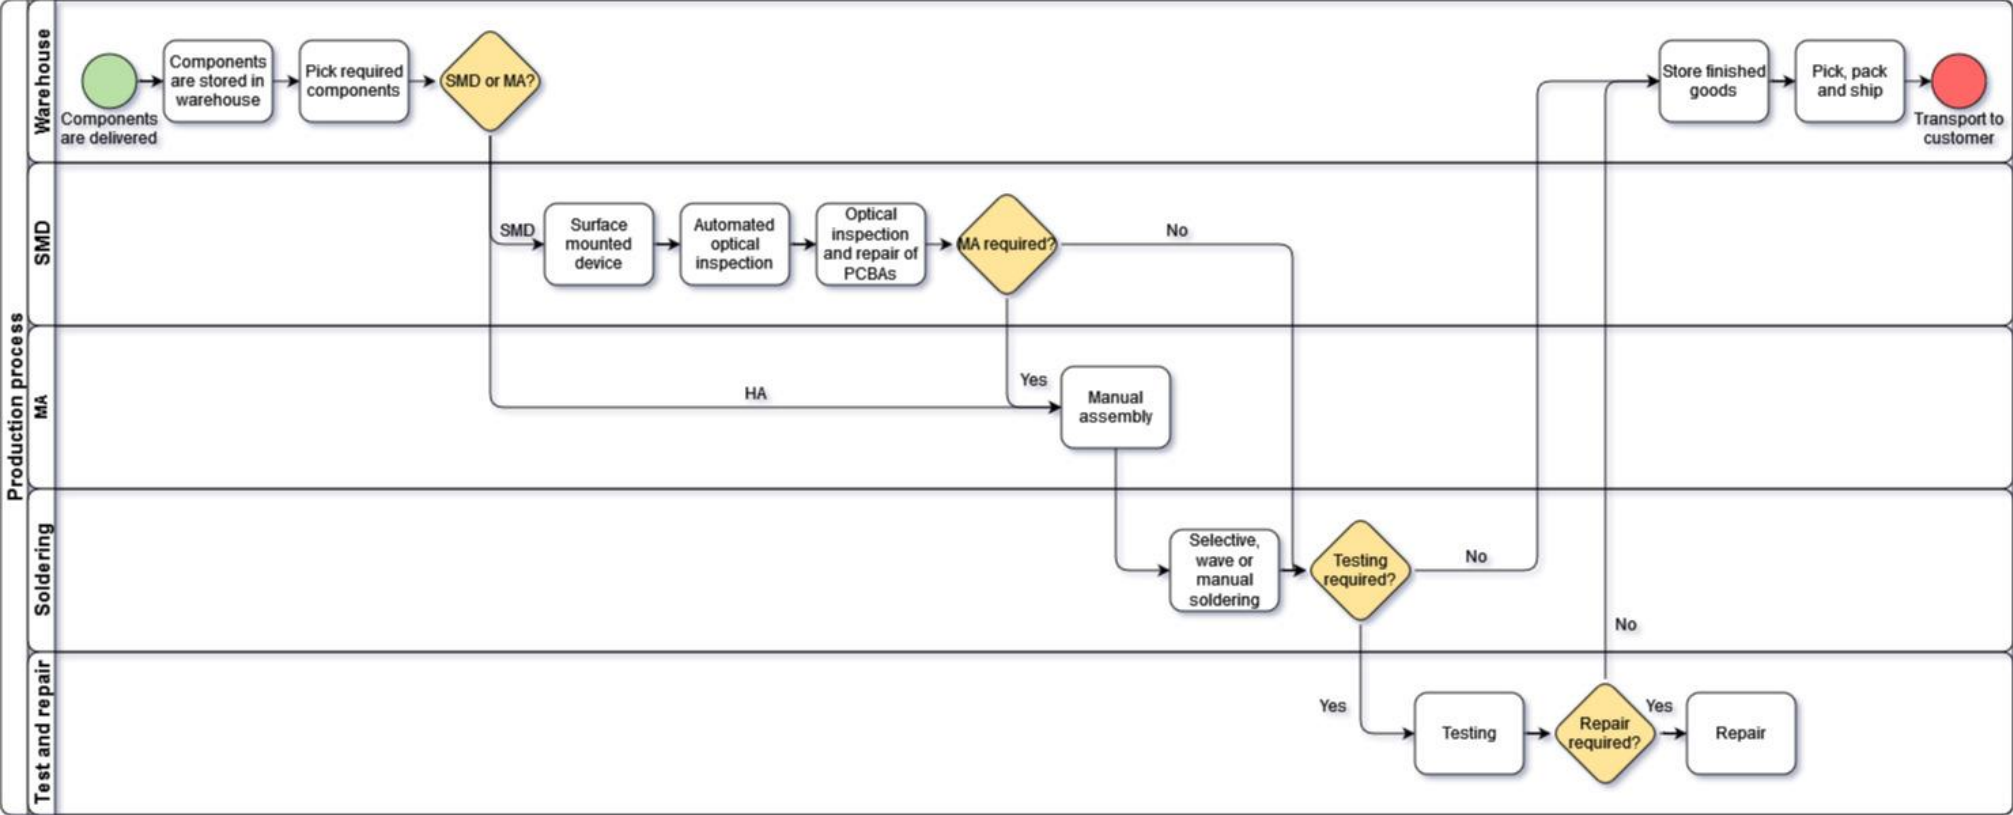 Production process
Warehouse
Components
are delivered
Components
are stored in
warehouse
Pick required
components
SMD or MA?
Store finished
goods
Pick, pack
and ship
Transport to
customer
SMD
SMD
Surface
mounted
device
Automated
optical
inspection
Optical
inspection
and repair of
PCBAs
MA required?
No
MA
HA
Yes
Manual
assembly
Soldering
Selective,
wave or
manual
soldering
Testing
required?
No
No
Test and repair
Yes
Testing
Repair
required?
Yes
Repair